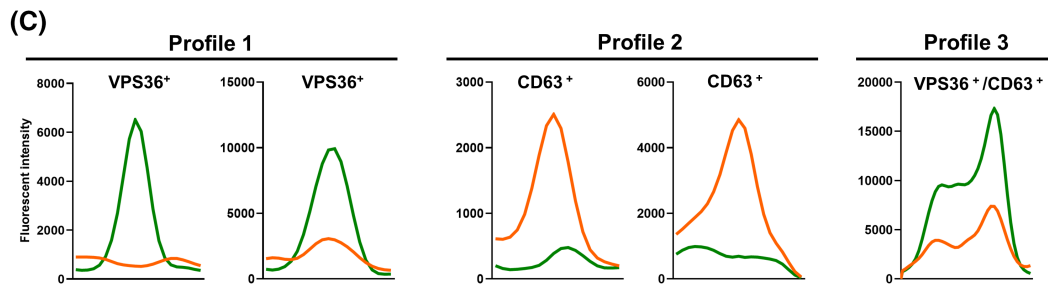 (C)
Profile 1
Profile 2
Profile 3
VPS36+
VPS36+
CD63+
CD63+
VPS36+/CD63+
Fluorescent intensity
8000
6000
4000
2000
0
15000
10000
5000
0
3000
2000
1000
0
6000
4000
2000
0
20000
15000
10000
5000
0